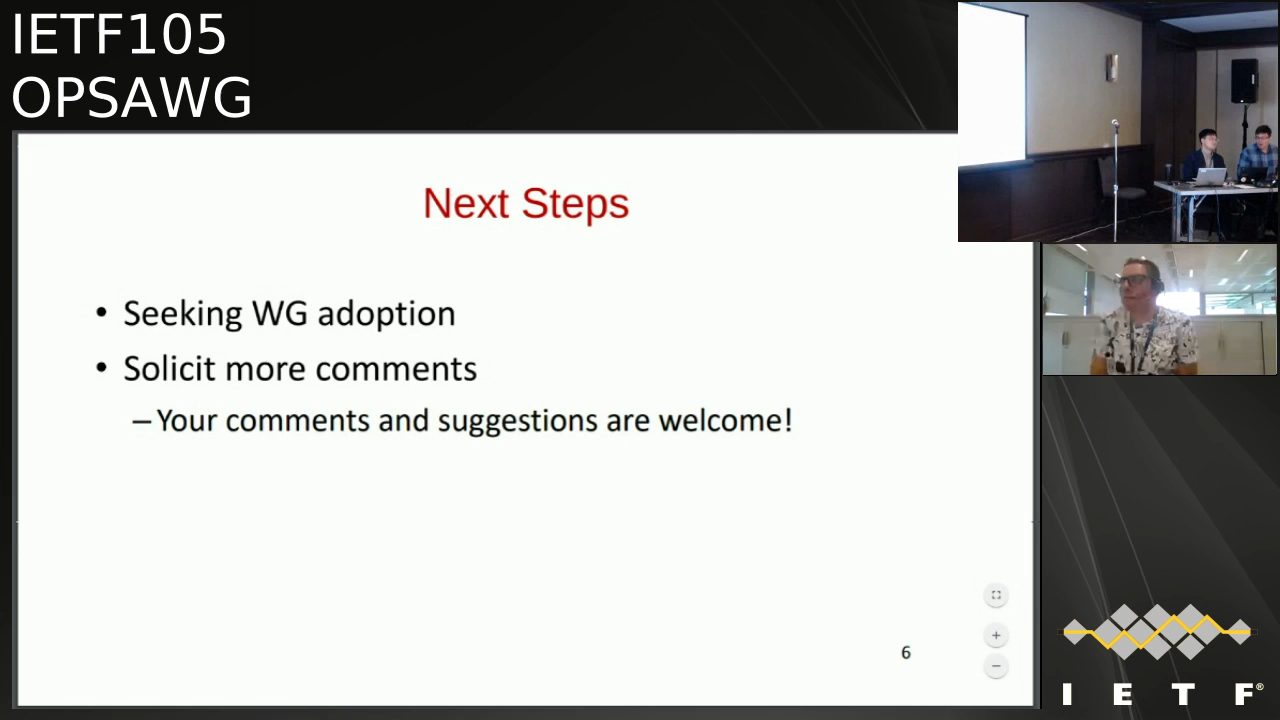 IETF105
OPSAWG
Next Steps
• Seeking WG adoption
• Solicit more comments
– Your comments and suggestions are welcome!
6
I E T F®